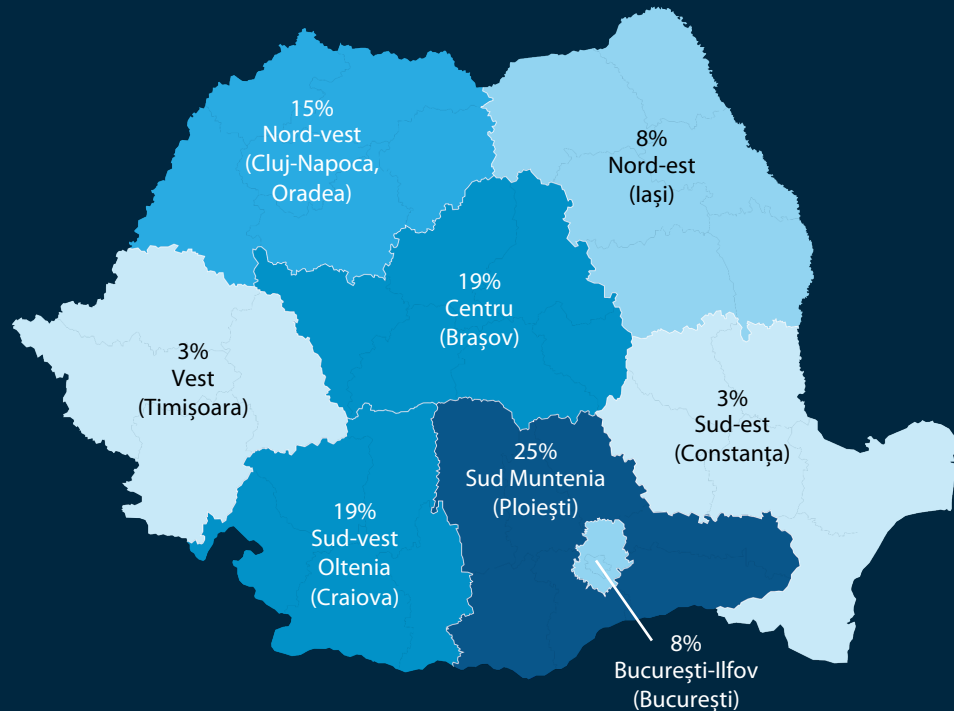 15%
Nord-vest
(Cluj-Napoca,
Oradea)
8%
Nord-est
(Iași)
19%
Centru
(Brașov)
3%
Vest
(Timișoara)
3%
Sud-est
(Constanța)
25%
Sud Muntenia
(Ploiești)
19%
Sud-vest
Oltenia
(Craiova)
8%
București-Ilfov
(București)